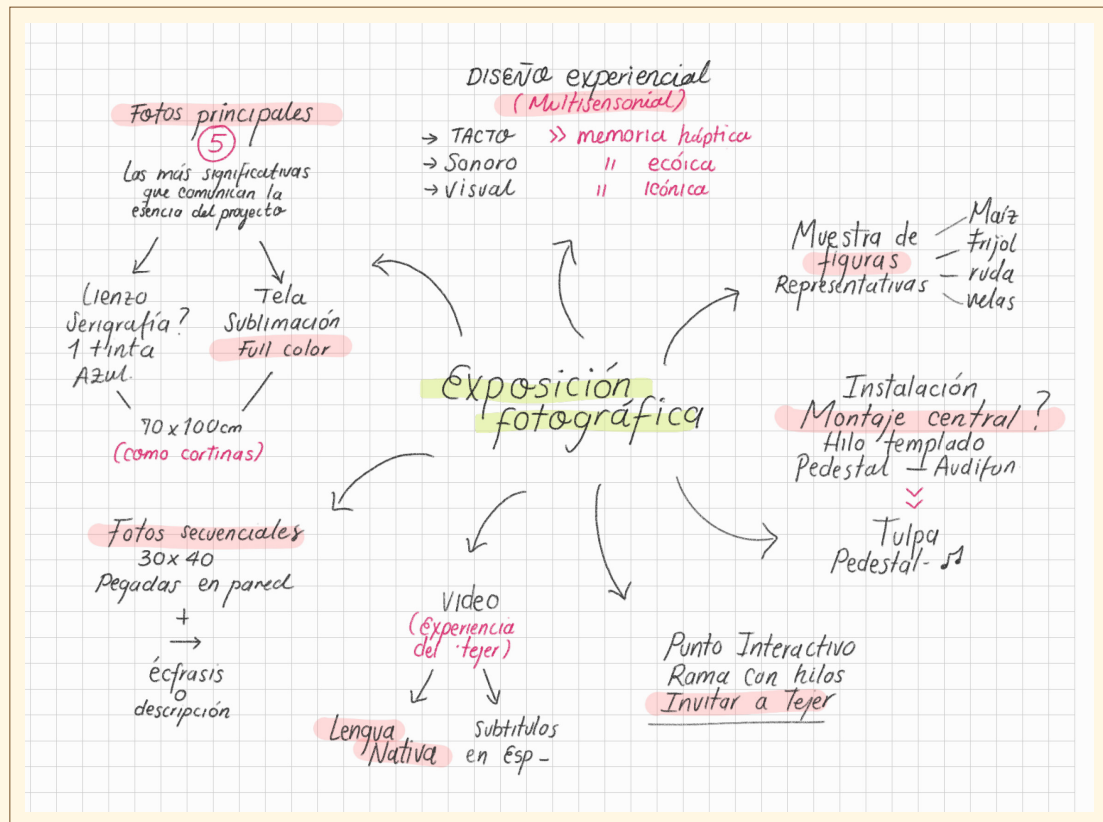 DISEÑO experiencial
(Multisensorial)
→ TACTO >> memoria háptica
→ Sonoro " ecóica
→ Visual " Icónica
Fotos principales
5
Las más significativas
que comunican la
esencia del proyecto
Lienzo
Serigrafía?
1 tinta
Azul.
Tela
Sublimación
Full color
70 x 100cm
(como cortinas)
Muestra de
figuras
Representativas
Maíz
frijol
ruda
velas
Exposición
fotográfica
Instalación
Montaje central?
Hilo templado
Pedestal – Audífon
Tulpa
Pedestal-
Fotos secuenciales
30 x 40
Pegadas en pared
+
→
écfrasis
o
descripción
Video
(Experiencia
del tejer)
Lengua
Nativa
Subtitulos
en Esp -
Punto Interactivo
Rama con hilos
Invitar a Tejer